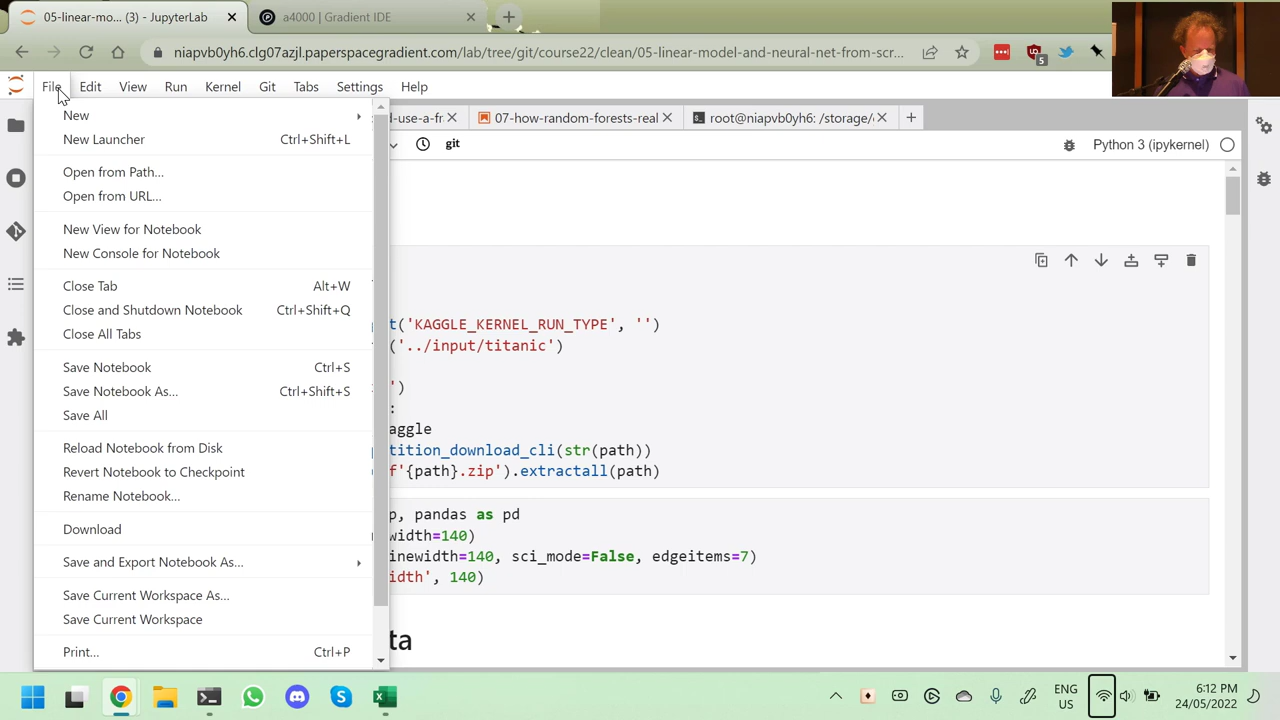 05-linear-mo... (3) - JupyterLab
a4000 | Gradient IDE
niapvb0yh6.clg07azjl.paperspacegradient.com/lab/tree/git/course22/clean/05-linear-model-and-neural-net-from-scr...
5
File Edit View Run Kernel Git Tabs Settings Help
d-use-a-fr
07-how-random-forests-real
root@niapvb0yh6: /storage/
git
Python 3 (ipykernel)
New
New Launcher Ctrl+Shift+L
Open from Path...
Open from URL...
New View for Notebook
New Console for Notebook
Close Tab Alt+W
Close and Shutdown Notebook Ctrl+Shift+Q
Close All Tabs
Save Notebook Ctrl+S
Save Notebook As... Ctrl+Shift+S
Save All
Reload Notebook from Disk
Revert Notebook to Checkpoint
Rename Notebook...
Download
Save and Export Notebook As...
Save Current Workspace As...
Save Current Workspace
Print... Ctrl+P
t('KAGGLE_KERNEL_RUN_TYPE', '')
('../input/titanic')
')
:
aggle
tition_download_cli(str(path))
f'{path}.zip').extractall(path)
p, pandas as pd
width=140)
inewidth=140, sci_mode=False, edgeitems=7)
idth', 140)
ta
ENG
US
6:12 PM
24/05/2022